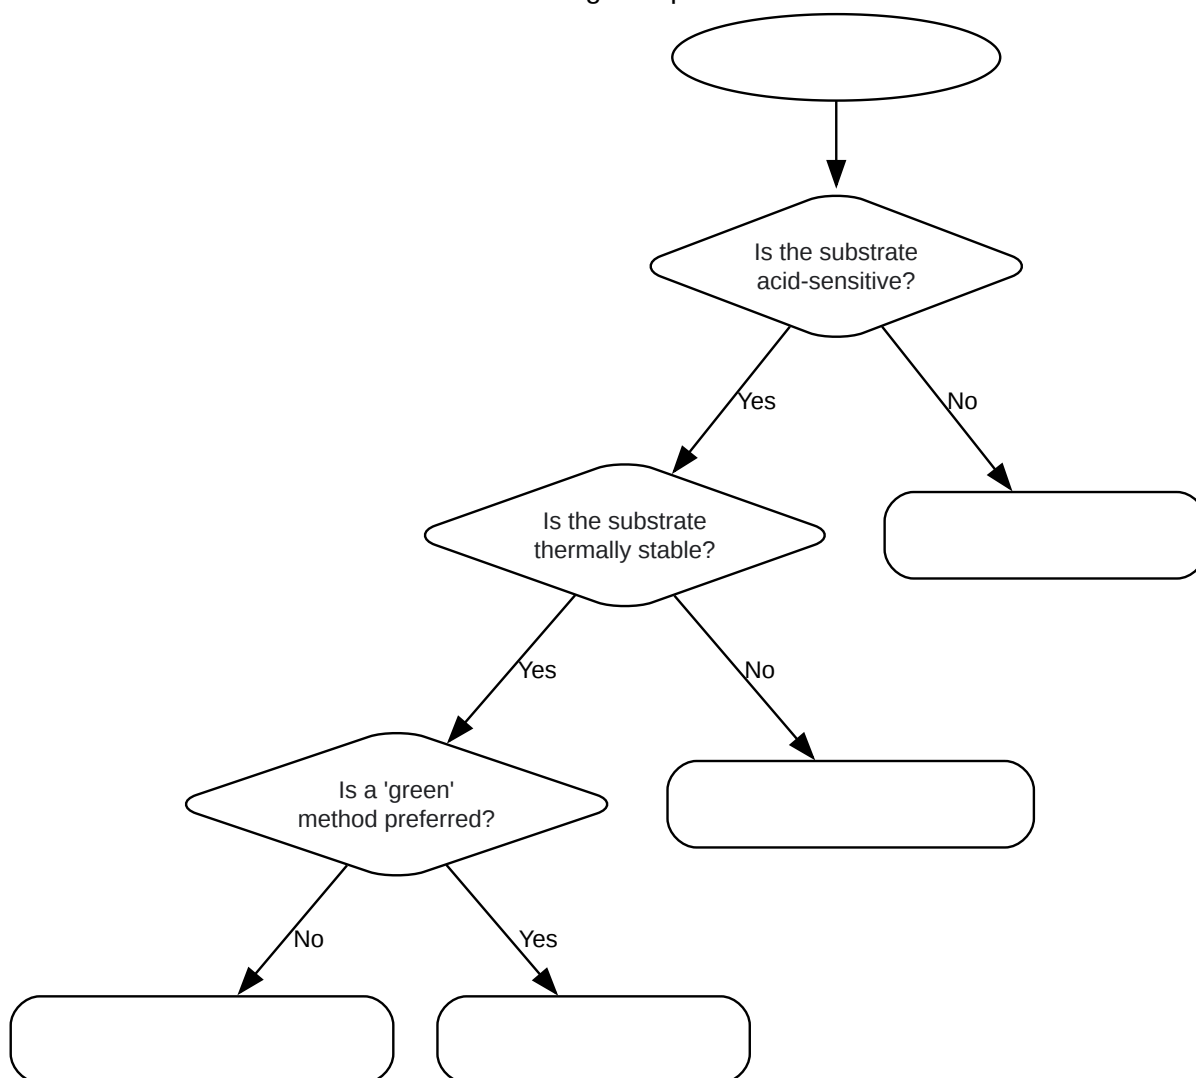 Is the substrate
acid-sensitive?
Yes
No
Is the substrate
thermally stable?
Yes
No
Is a 'green'
method preferred?
No
Yes